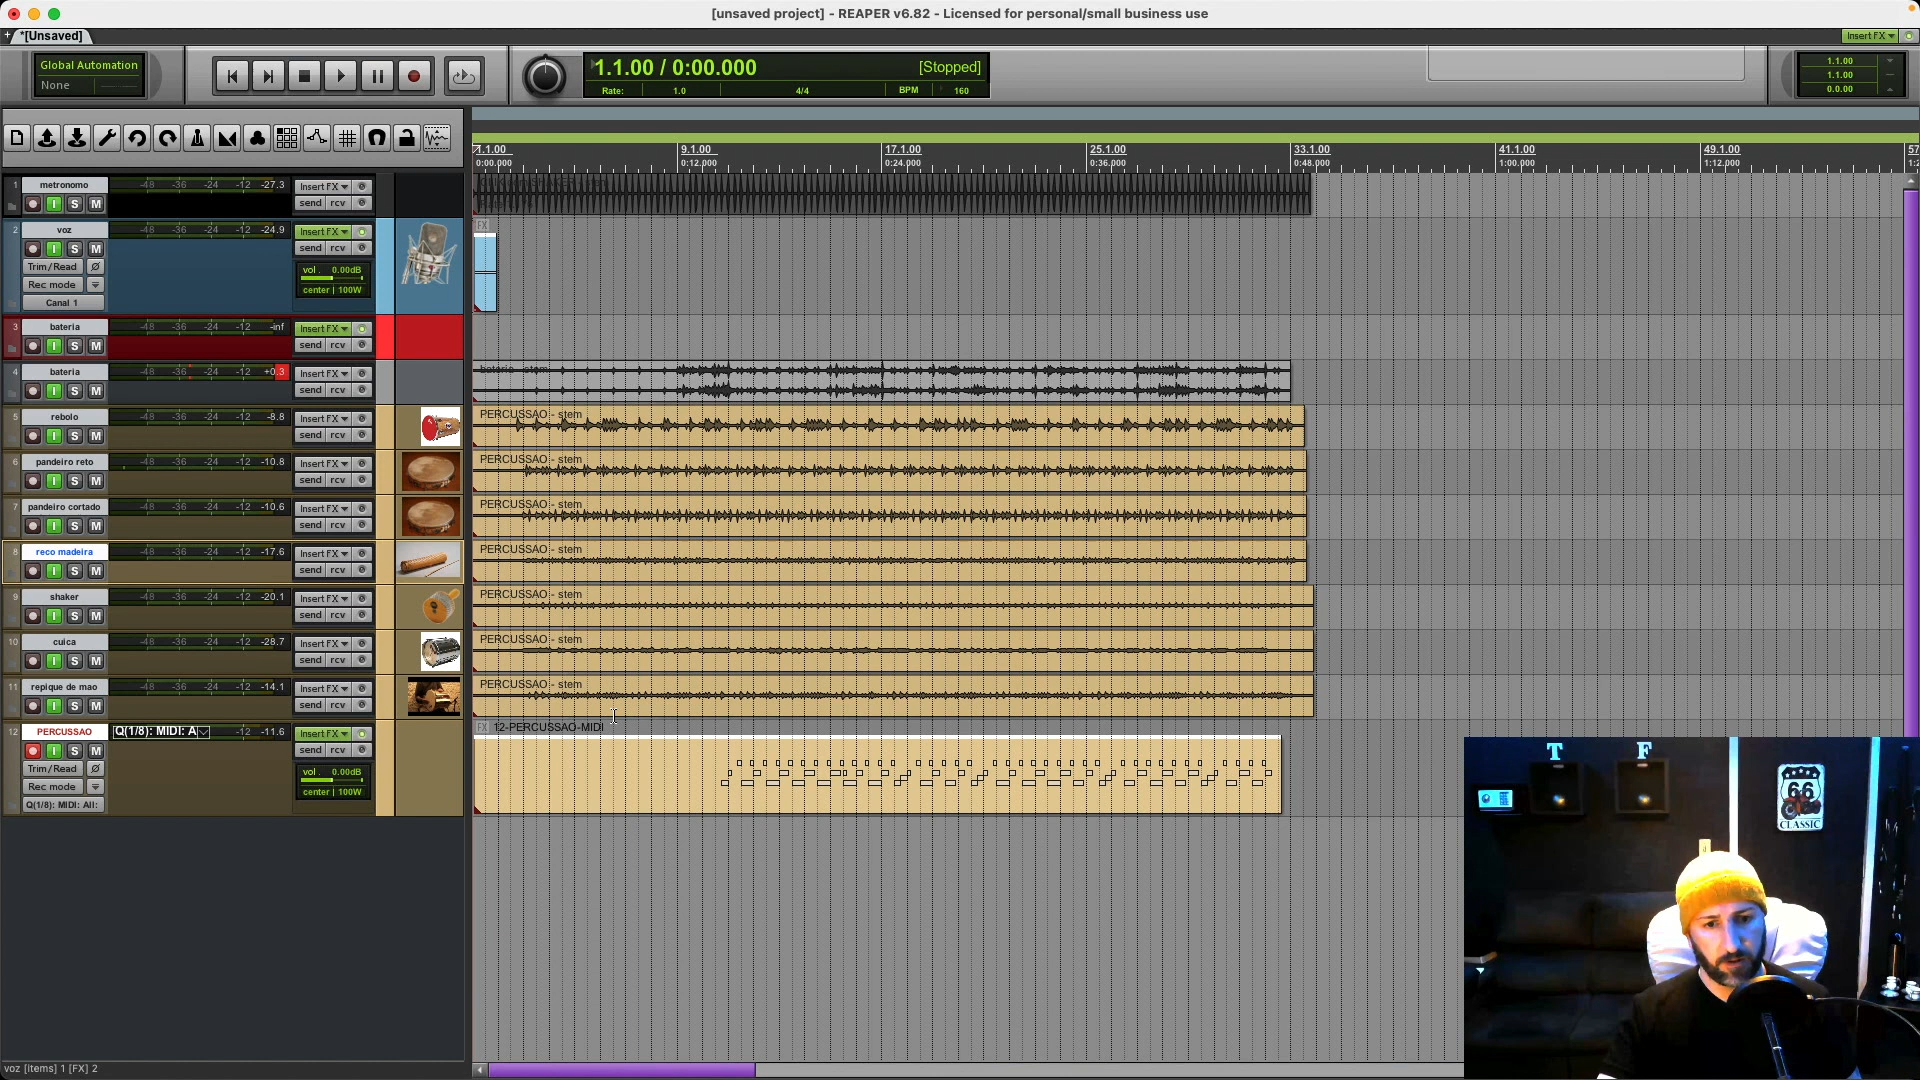 [unsaved project] - REAPER v6.82 - Licensed for personal/small business use
+ *[Unsaved]
Insert FX
Global Automation
None
1.1.00 / 0:00.000 [Stopped]
Rate: 1.0 4/4 BPM 160
1.1.00
1.1.00
0.0.00
1.1.00 9.1.00 17.1.00 25.1.00 33.1.00 41.1.00 49.1.00 57
0:00.000 0:12.000 0:24.000 0:36.000 0:48.000 1:00.000 1:12.000 1:2
1 metronomo -48 -36 -24 -12 -27.3 Insert FX
I S M send rcv
2 voz -48 -36 -24 -12 -24.9 Insert FX FX
I S M send rcv
Trim/Read vol . 0.00dB
Rec mode center | 100W
Canal 1
3 bateria -48 -36 -24 -12 -inf Insert FX
I S M send rcv
4 bateria -48 -36 -24 -12 +0.3 Insert FX bateria - stem
I S M send rcv
5 rebolo -48 -36 -24 -12 -8.8 Insert FX PERCUSSAO - stem
I S M send rcv
6 pandeiro reto -48 -36 -24 -12 -10.8 Insert FX PERCUSSAO - stem
I S M send rcv
7 pandeiro cortado -48 -36 -24 -12 -10.6 Insert FX PERCUSSAO - stem
I S M send rcv
8 reco madeira -48 -36 -24 -12 -17.6 Insert FX PERCUSSAO - stem
I S M send rcv
9 shaker -48 -36 -24 -12 -20.1 Insert FX PERCUSSAO - stem
I S M send rcv
10 cuica -48 -36 -24 -12 -28.7 Insert FX PERCUSSAO - stem
I S M send rcv
11 repique de mao -48 -36 -24 -12 -14.1 Insert FX PERCUSSAO - stem
I S M send rcv
12 PERCUSSAO Q(1/8): MIDI: A -12 -11.6 Insert FX FX 12-PERCUSSAO-MIDI
I S M send rcv
Trim/Read vol . 0.00dB
Rec mode center | 100W
Q(1/8): MIDI: All:
T F
66
CLASSIC
voz [items] 1 [FX] 2